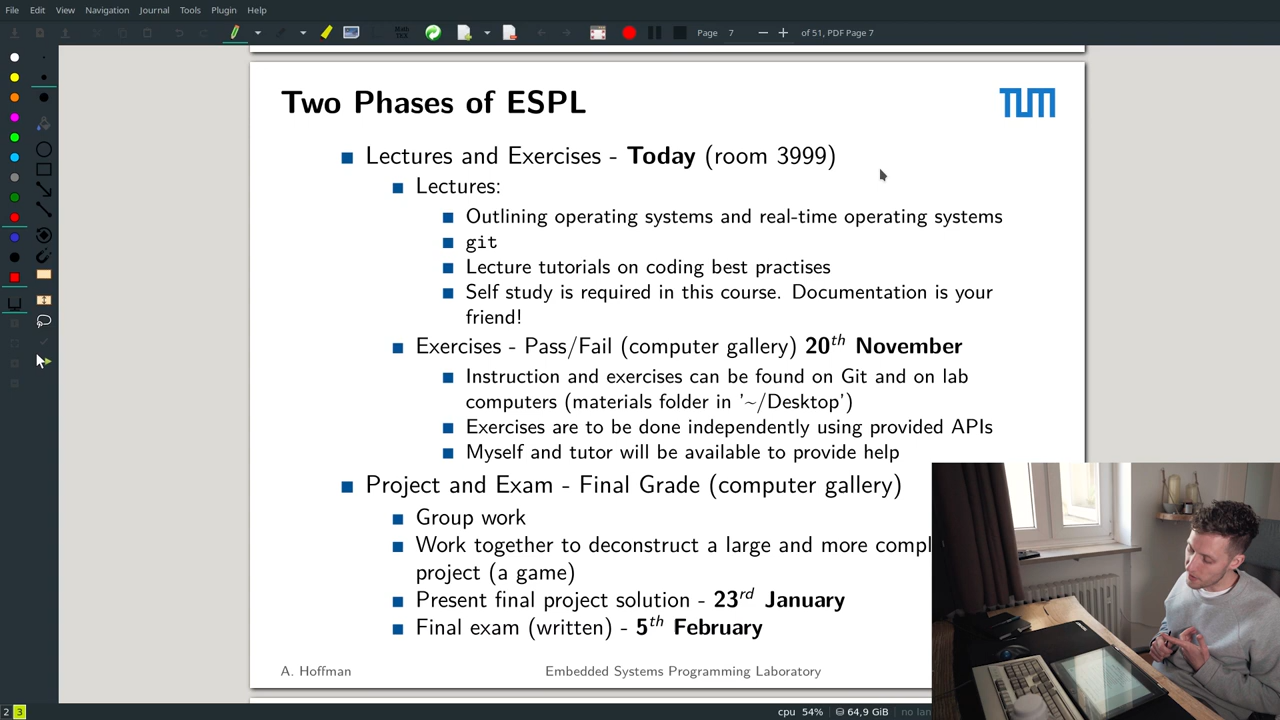 File Edit View Navigation Journal Tools Plugin Help
Page 7 of 51, PDF Page 7
Two Phases of ESPL
TUM
Lectures and Exercises - Today (room 3999)
Lectures:
Outlining operating systems and real-time operating systems
git
Lecture tutorials on coding best practises
Self study is required in this course. Documentation is your
friend!
Exercises - Pass/Fail (computer gallery) 20th November
Instruction and exercises can be found on Git and on lab
computers (materials folder in '~/Desktop')
Exercises are to be done independently using provided APIs
Myself and tutor will be available to provide help
Project and Exam - Final Grade (computer gallery)
Group work
Work together to deconstruct a large and more compl
project (a game)
Present final project solution - 23rd January
Final exam (written) - 5th February
A. Hoffman Embedded Systems Programming Laboratory
2 3 cpu 54% 64,9 GiB no lan